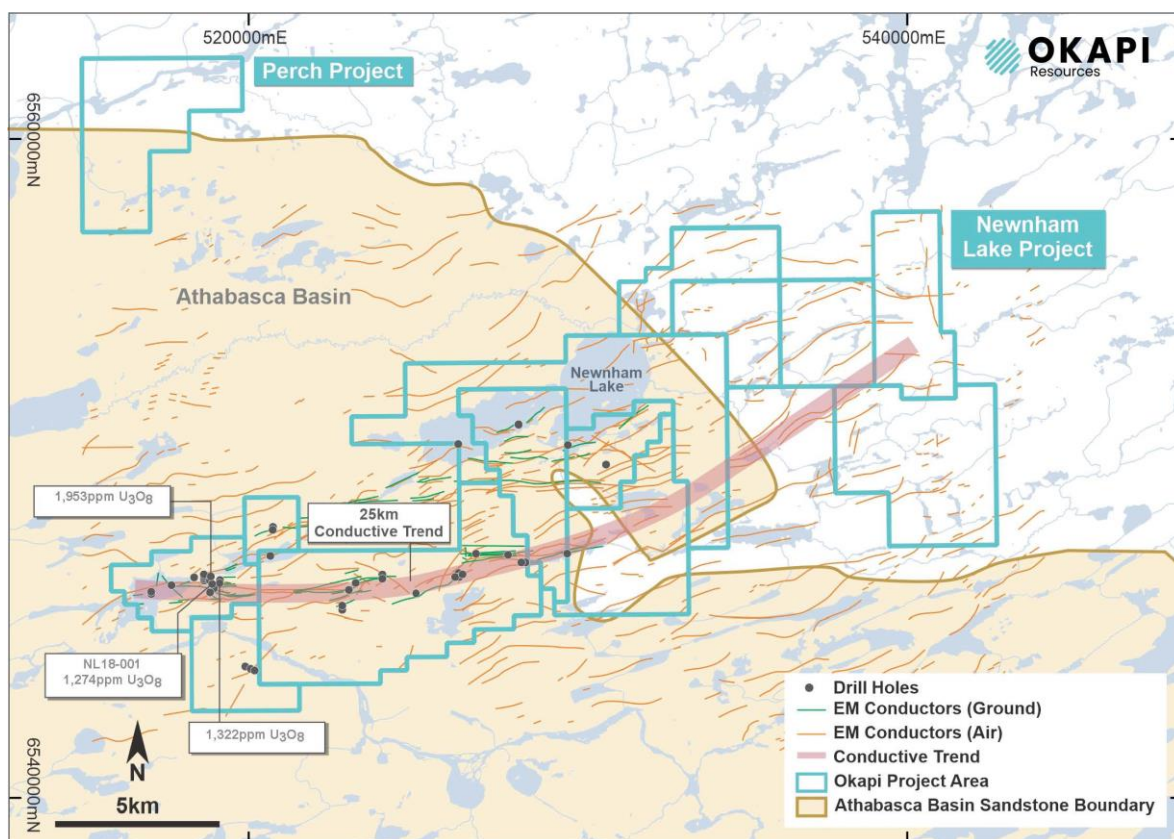 520000mE
540000mE
OKAPI
Resources
Perch Project
6560000mN
Newnham
Lake Project
Athabasca Basin
Newnham
Lake
1,953ppm U₃O₈
25km
Conductive Trend
NL18-001
1,274ppm U₃O₈
1,322ppm U₃O₈
N
5km
6540000mN
Drill Holes
EM Conductors (Ground)
EM Conductors (Air)
Conductive Trend
Okapi Project Area
Athabasca Basin Sandstone Boundary